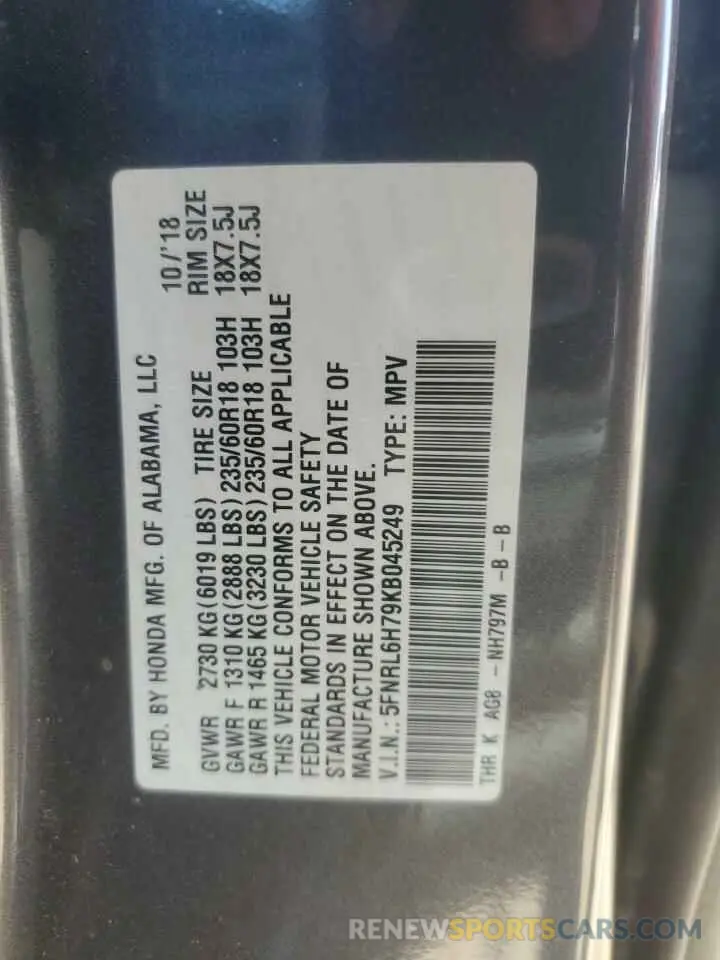 MFD. BY HONDA MFG. OF ALABAMA, LLC 10/'18
GVWR 2730 KG(6019 LBS) TIRE SIZE RIM SIZE
GAWR F 1310 KG(2888 LBS) 235/60R18 103H 18X7.5J
GAWR R 1465 KG(3230 LBS) 235/60R18 103H 18X7.5J
THIS VEHICLE CONFORMS TO ALL APPLICABLE
FEDERAL MOTOR VEHICLE SAFETY
STANDARDS IN EFFECT ON THE DATE OF
MANUFACTURE SHOWN ABOVE.
V.I.N.: 5FNRL6H79KB045249 TYPE: MPV
THR K AG8 - NH797M -B-B
RENEWSPORTSCARS.COM